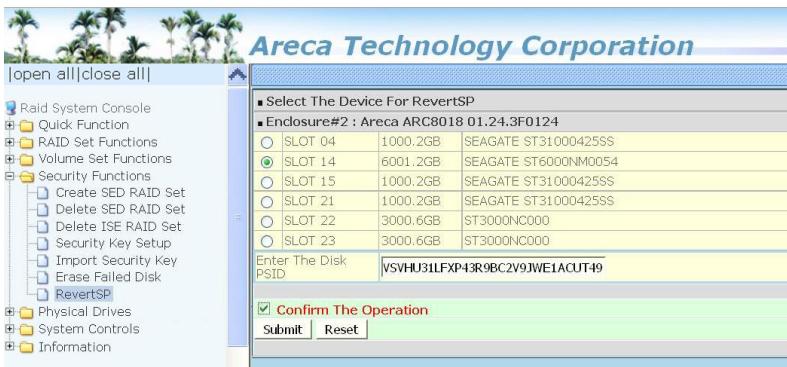 Areca Technology Corporation
|open all|close all|
Raid System Console
Quick Function
RAID Set Functions
Volume Set Functions
Security Functions
Create SED RAID Set
Delete SED RAID Set
Delete ISE RAID Set
Security Key Setup
Import Security Key
Erase Failed Disk
RevertSP
Physical Drives
System Controls
Information
Select The Device For RevertSP
Enclosure#2 : Areca ARC8018 01.24.3F0124
SLOT 04 1000.2GB SEAGATE ST31000425SS
SLOT 14 6001.2GB SEAGATE ST6000NM0054
SLOT 15 1000.2GB SEAGATE ST31000425SS
SLOT 21 1000.2GB SEAGATE ST31000425SS
SLOT 22 3000.6GB ST3000NC000
SLOT 23 3000.6GB ST3000NC000
Enter The Disk
PSID
VSVHU31LFXP43R9BC2V9JWE1ACUT49
Confirm The Operation
Submit Reset